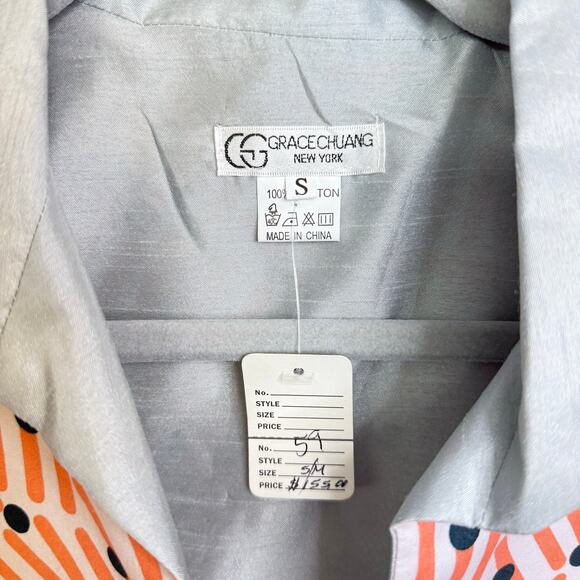 GG GRACECHUANG
NEW YORK
100% S TON
40C
MADE IN CHINA
No.
STYLE
SIZE
PRICE
No. 59
STYLE
SIZE S/M
PRICE $155.00